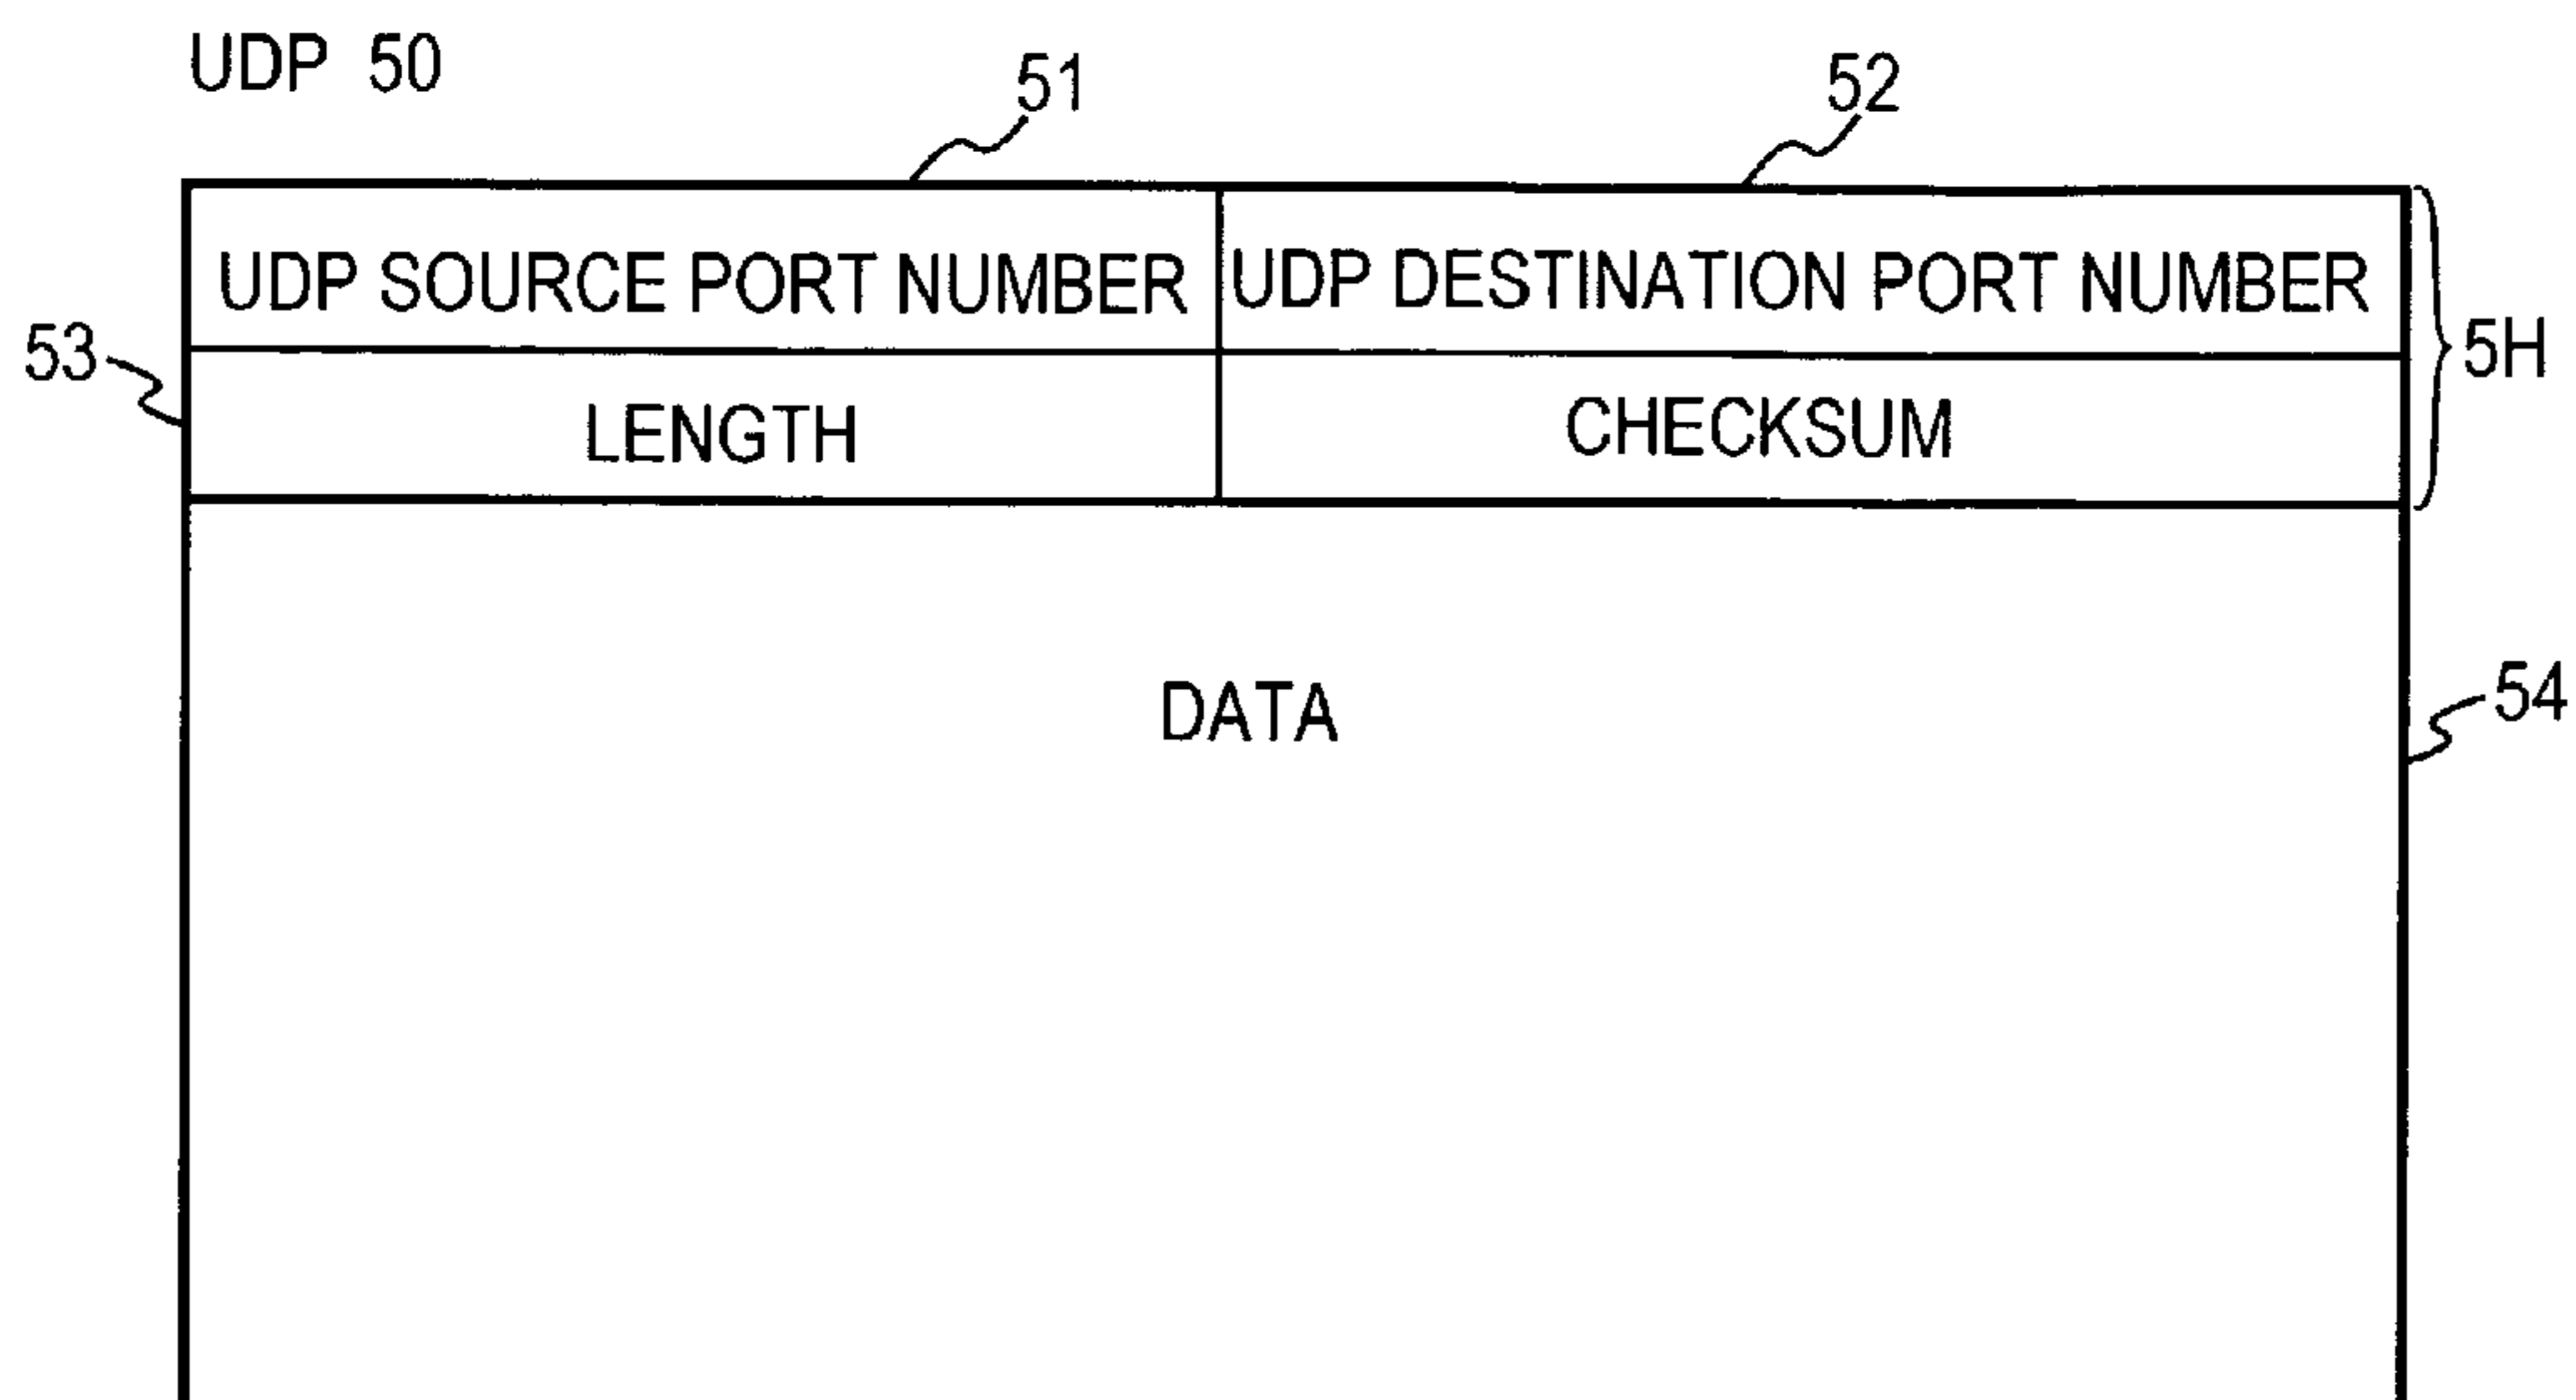 UDP 50
51
52
UDP SOURCE PORT NUMBER
UDP DESTINATION PORT NUMBER
5H
53
LENGTH
CHECKSUM
DATA
54